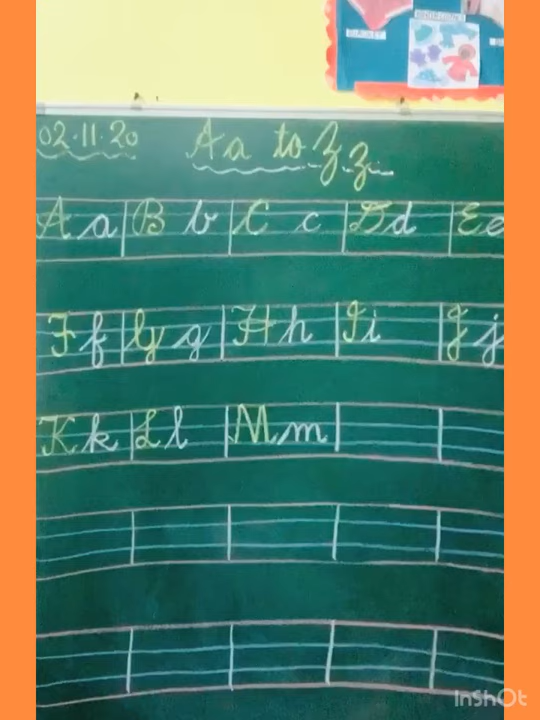 02.11.20
Aa to Zz
Aa Bb Cc Dd Ee
Ff Gg Hh Ii Jj
Kk Ll Mm
InShOt